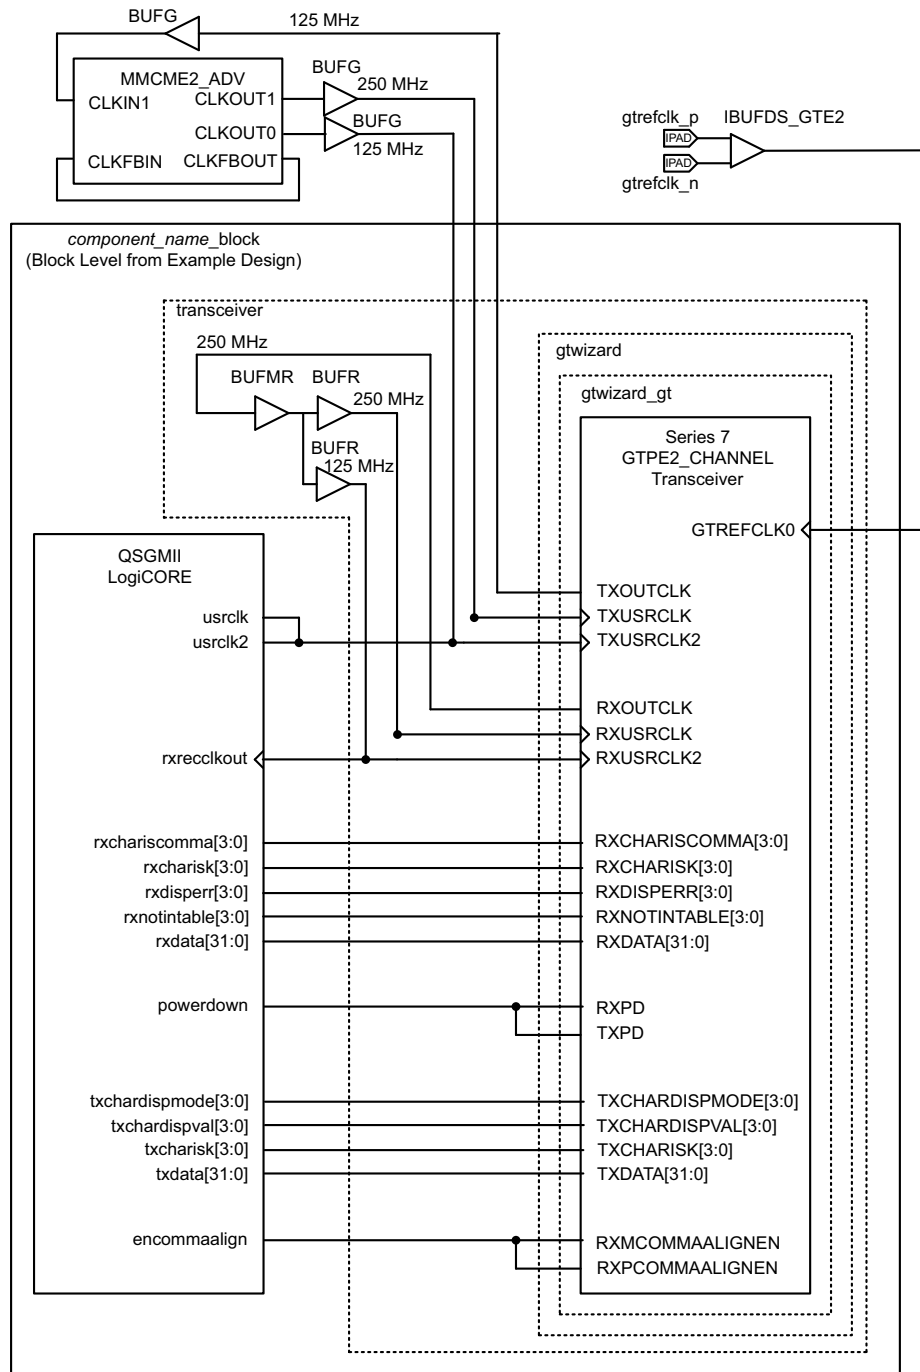 BUFG
125 MHz
MMCME2_ADV
CLKIN1
CLKOUT1
BUFG
250 MHz
CLKOUT0
BUFG
125 MHz
CLKFBIN
CLKFBOUT
gtrefclk_p
IPAD
IBUFDS_GTE2
IPAD
gtrefclk_n
component_name_block
(Block Level from Example Design)
transceiver
250 MHz
BUFMR
BUFR
250 MHz
BUFR
125 MHz
gtwizard
gtwizard_gt
Series 7
GTPE2_CHANNEL
Transceiver
GTREFCLK0
QSGMII
LogiCORE
TXOUTCLK
usrclk
TXUSRCLK
usrclk2
TXUSRCLK2
RXOUTCLK
RXUSRCLK
rxrecclkout
RXUSRCLK2
rxchariscomma[3:0]
RXCHARISCOMMA[3:0]
rxcharisk[3:0]
RXCHARISK[3:0]
rxdisperr[3:0]
RXDISPERR[3:0]
rxnotintable[3:0]
RXNOTINTABLE[3:0]
rxdata[31:0]
RXDATA[31:0]
powerdown
RXPD
TXPD
txchardispmode[3:0]
TXCHARDISPMODE[3:0]
txchardispval[3:0]
TXCHARDISPVAL[3:0]
txcharisk[3:0]
TXCHARISK[3:0]
txdata[31:0]
TXDATA[31:0]
encommaalign
RXMCOMMAALIGNEN
RXPCOMMAALIGNEN